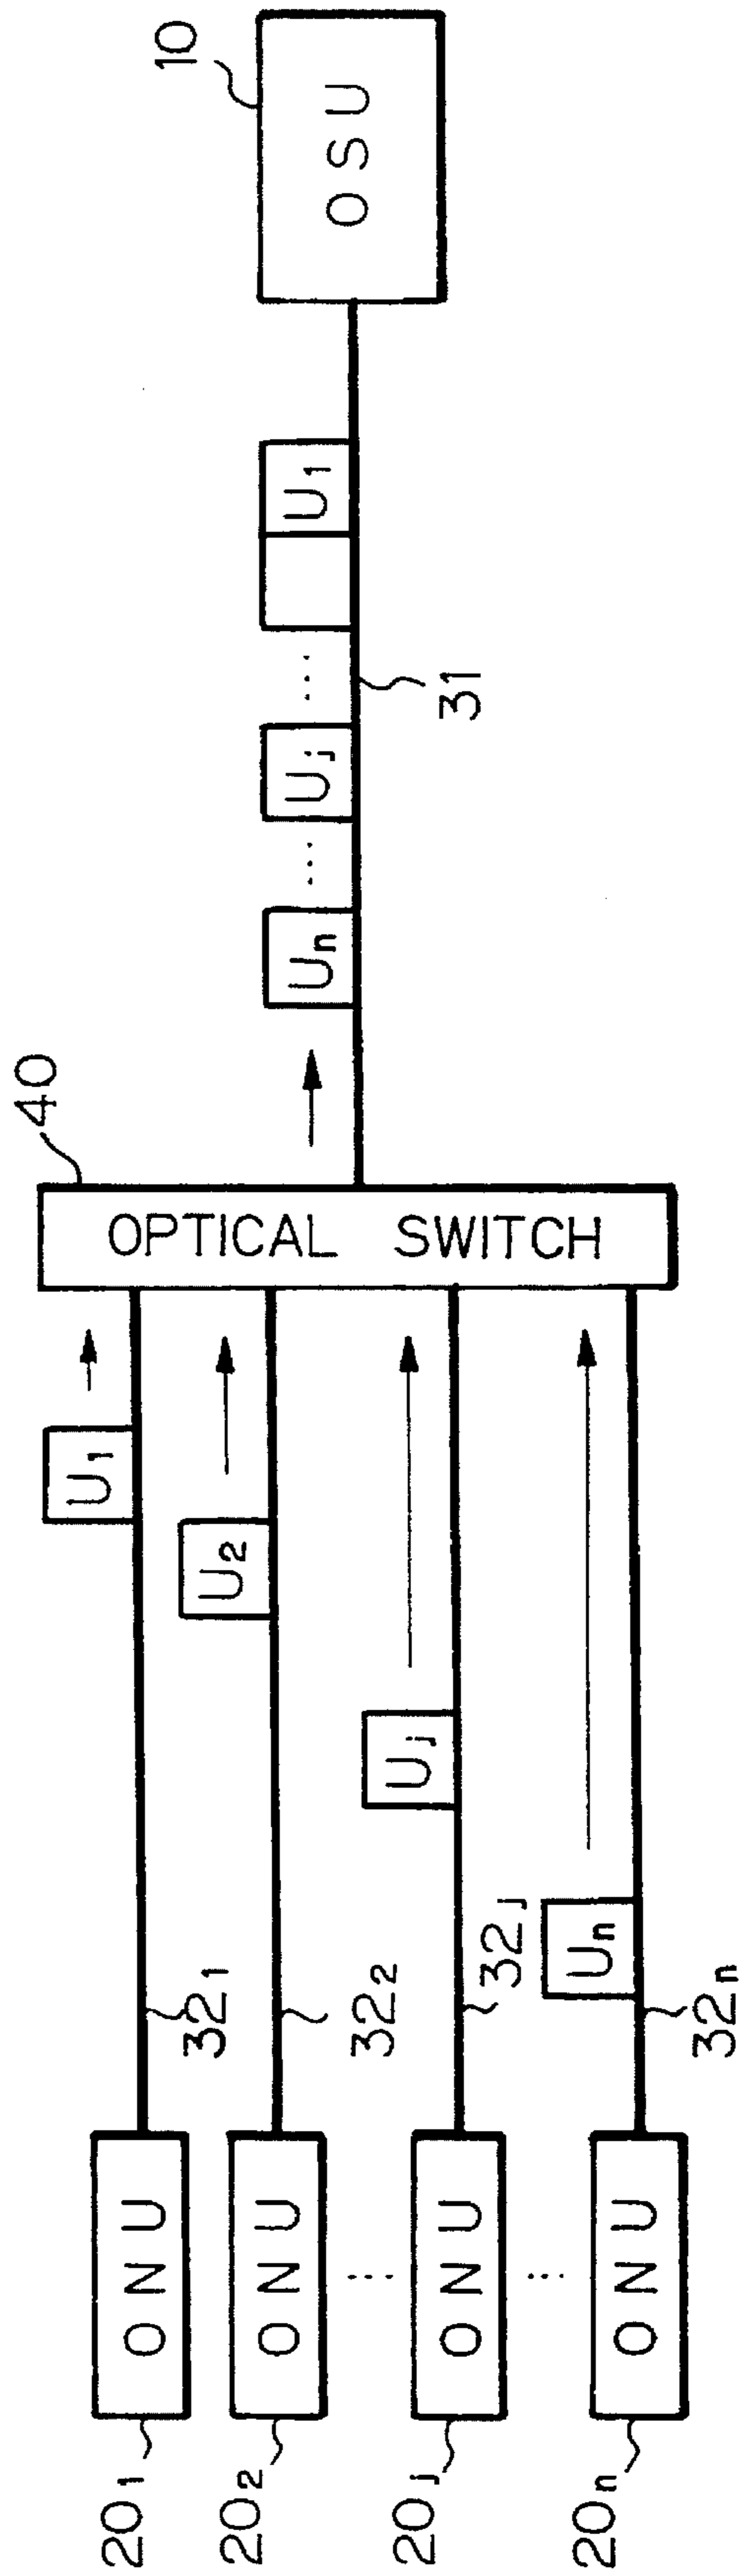 10
OSU
U1
31
Uj
...
Un
...
40
OPTICAL SWITCH
U1
U2
Uj
Un
321
322
32j
32n
ONU
ONU
...
ONU
...
ONU
201
202
20j
20n